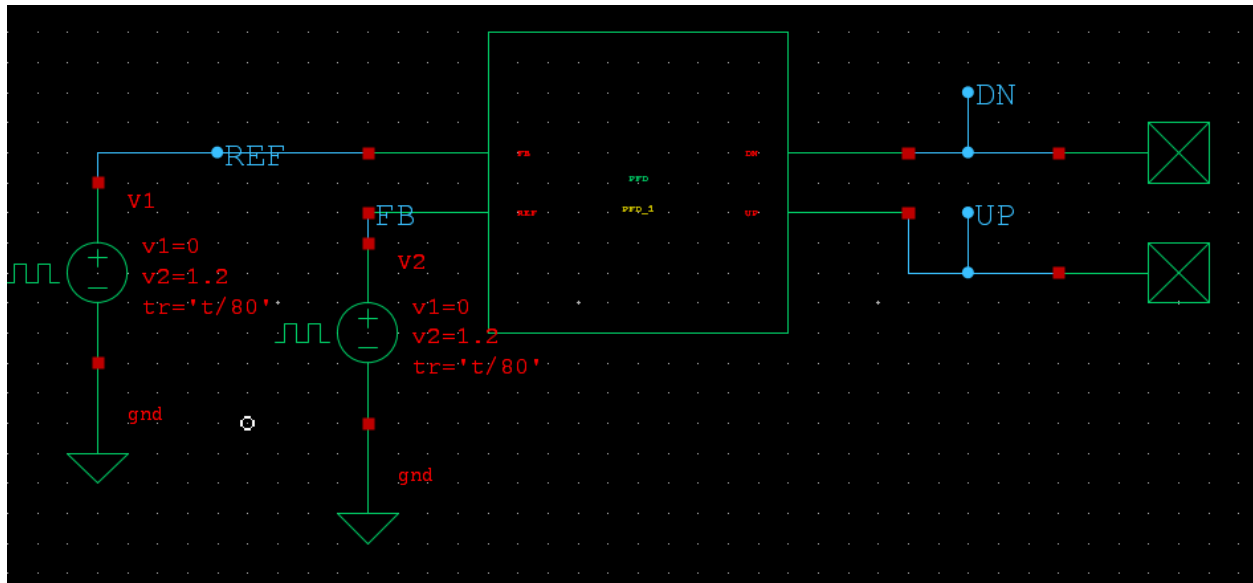 DN
REF
FB
DN
PFD
V1
PFD_1
FB
REF
UP
UP
v1=0
V2
v2=1.2
tr='t/80'
v1=0
v2=1.2
tr='t/80'
gnd
gnd